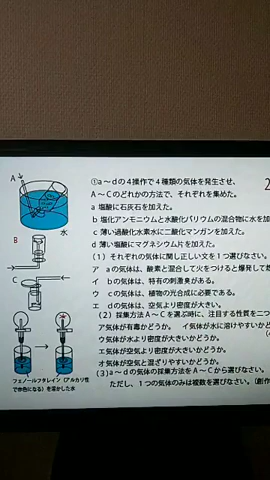 A
水
B
C
フェノールフタレイン（アルカリ性
で赤色になる）を溶かした水
①a～dの４操作で４種類の気体を発生させ、
A～Cのどれかの方法で、それぞれを集めた。
a 塩酸に石灰石を加えた。
b 塩化アンモニウムと水酸化バリウムの混合物に水を加
c 薄い過酸化水素水に二酸化マンガンを加えた。
d 薄い塩酸にマグネシウム片を加えた。
（１）それぞれの気体に関し正しい文を１つ選びなさい。
ア aの気体は、酸素と混合して火をつけると爆発して燃
イ bの気体は、特有の刺激臭がある。
ウ cの気体は、植物の光合成に必要である。
エ dの気体は、空気より密度が大きい。
（２）採集方法A～Cを選ぶ時に、注目する性質を二つ
ア気体が有毒かどうか。 イ気体が水に溶けやすいかど
ウ気体が水より密度が大きいかどうか。
エ気体が空気より密度が大きいかどうか。
オ気体が空気と混ざりやすいかどうか。
（３）a～dの気体の採集方法をA～Cから選びなさい。
ただし、１つの気体のみは複数を選びなさい。（創作
2